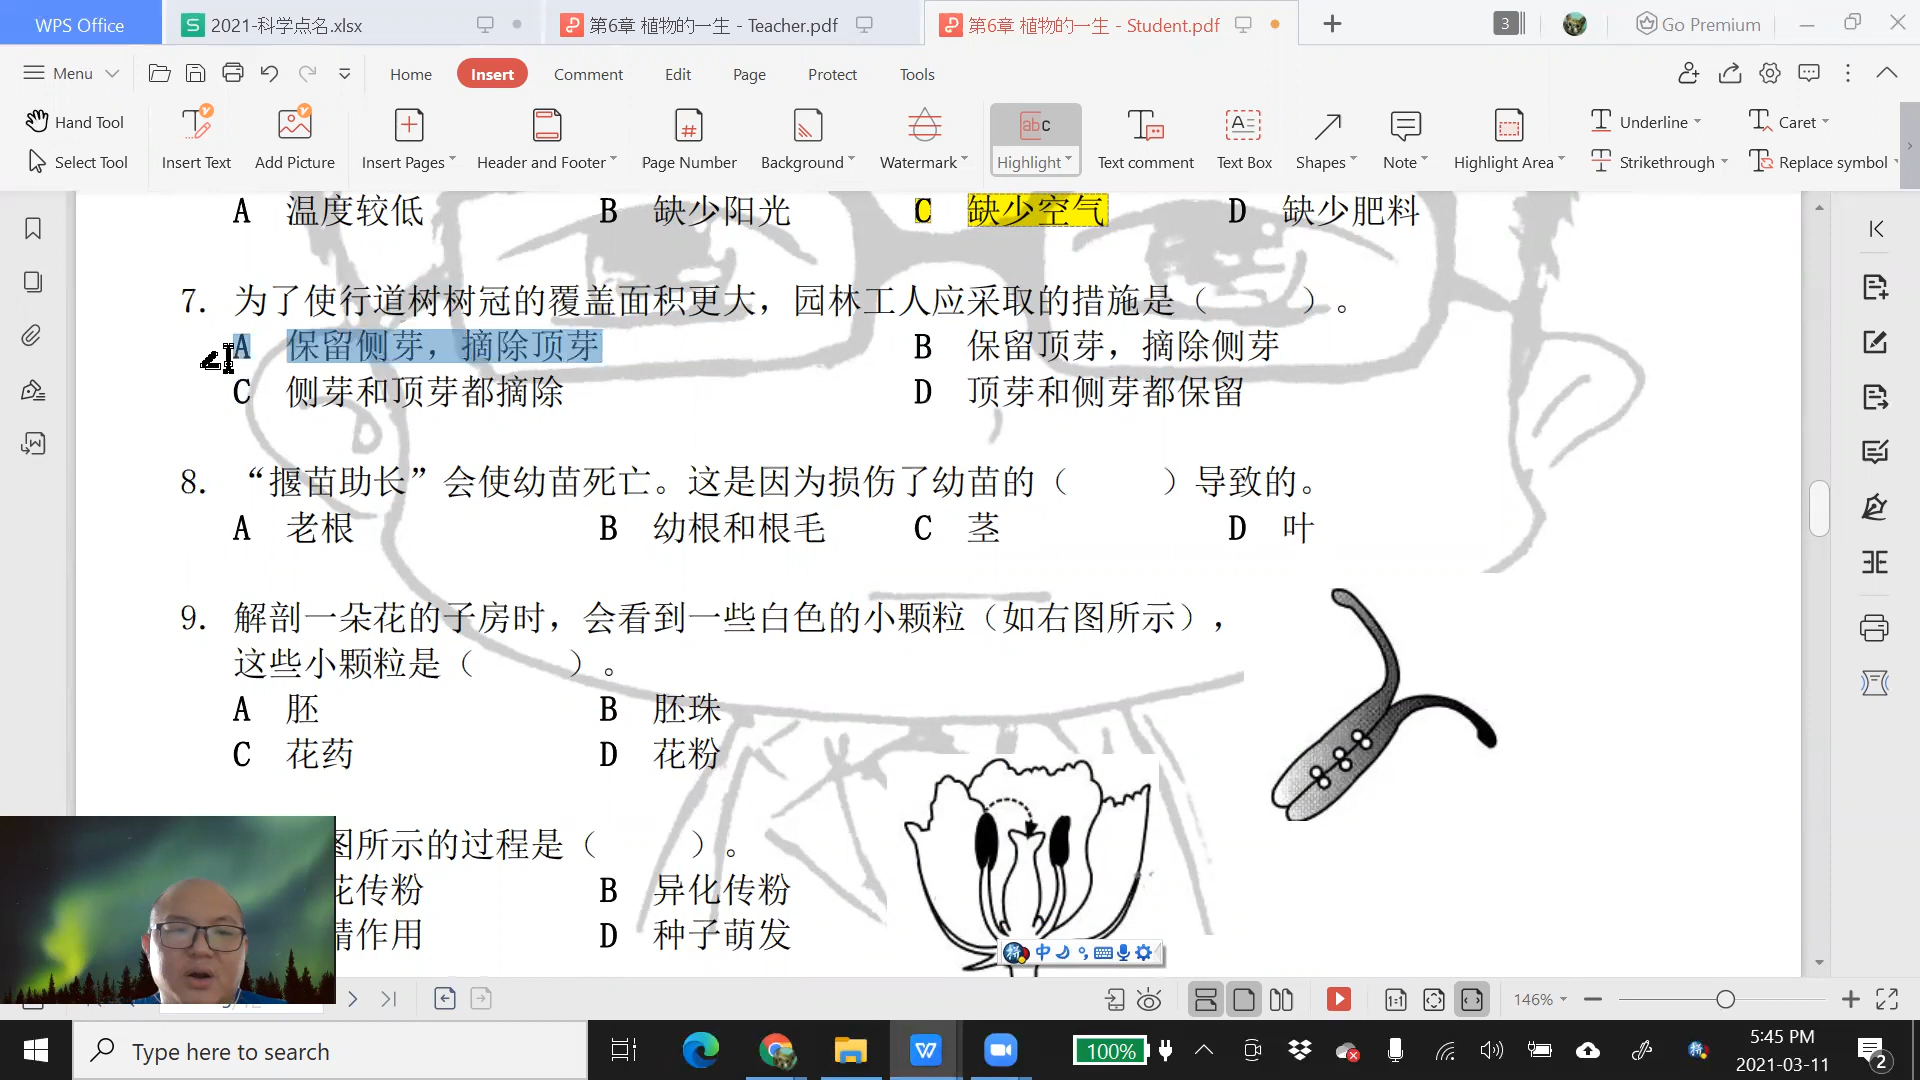 WPS Office
2021-科学点名.xlsx
第6章 植物的一生 - Teacher.pdf
第6章 植物的一生 - Student.pdf
3
Go Premium
Menu
Home
Insert
Comment
Edit
Page
Protect
Tools
Hand Tool
Select Tool
Insert Text
Add Picture
Insert Pages
Header and Footer
Page Number
Background
Watermark
Highlight
Text comment
Text Box
Shapes
Note
Highlight Area
Underline
Strikethrough
Caret
Replace symbol
A 温度较低 B 缺少阳光 C 缺少空气 D 缺少肥料
7. 为了使行道树树冠的覆盖面积更大，园林工人应采取的措施是（ ）。
A 保留侧芽，摘除顶芽 B 保留顶芽，摘除侧芽
C 侧芽和顶芽都摘除 D 顶芽和侧芽都保留
8. “揠苗助长”会使幼苗死亡。这是因为损伤了幼苗的（ ）导致的。
A 老根 B 幼根和根毛 C 茎 D 叶
9. 解剖一朵花的子房时，会看到一些白色的小颗粒（如右图所示），
这些小颗粒是（ ）。
A 胚 B 胚珠
C 花药 D 花粉
图所示的过程是（ ）。
花传粉 B 异化传粉
精作用 D 种子萌发
中
146%
Type here to search
100%
5:45 PM
2021-03-11
2